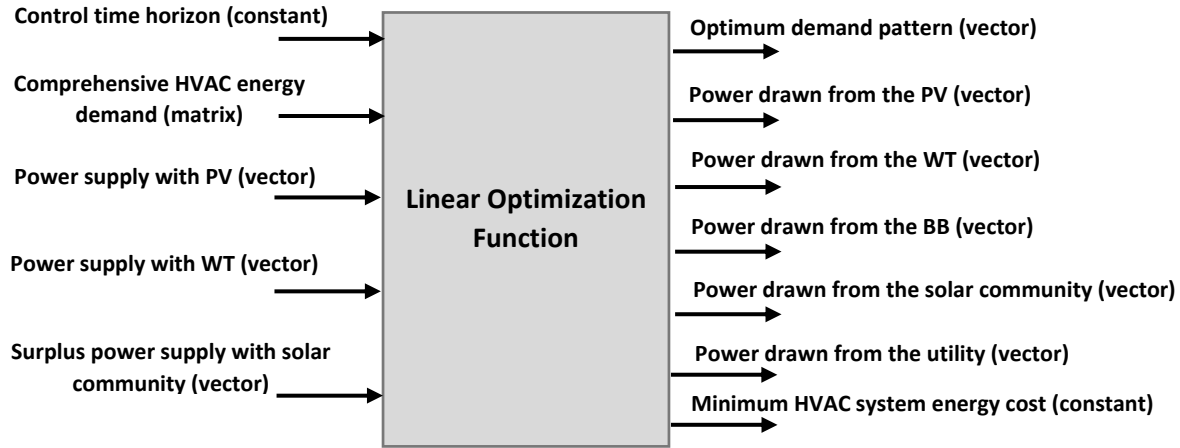 Control time horizon (constant)
Comprehensive HVAC energy
demand (matrix)
Power supply with PV (vector)
Power supply with WT (vector)
Surplus power supply with solar
community (vector)
Linear Optimization
Function
Optimum demand pattern (vector)
Power drawn from the PV (vector)
Power drawn from the WT (vector)
Power drawn from the BB (vector)
Power drawn from the solar community (vector)
Power drawn from the utility (vector)
Minimum HVAC system energy cost (constant)